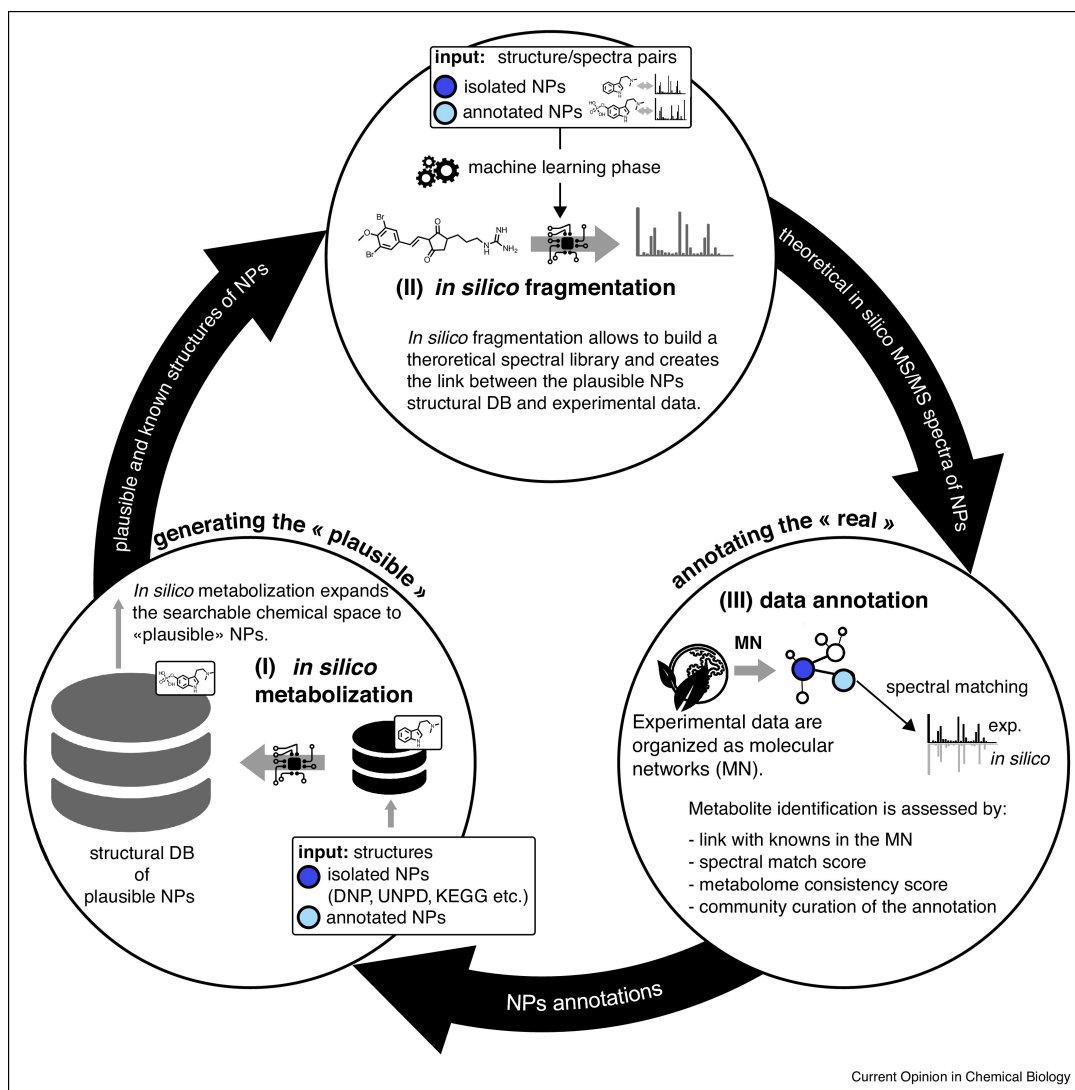 input: structure/spectra pairs
isolated NPs
annotated NPs
machine learning phase
Br
O
O
NH
N
H
NH2
Br
O
(II) in silico fragmentation
In silico fragmentation allows to build a
theroretical spectral library and creates
the link between the plausible NPs
structural DB and experimental data.
plausible and known structures of NPs
theoretical in silico MS/MS spectra of NPs
generating the « plausible »
In silico metabolization expands
the searchable chemical space to
«plausible» NPs.
(I) in silico
metabolization
structural DB
of
plausible NPs
input: structures
isolated NPs
(DNP, UNPD, KEGG etc.)
annotated NPs
annotating the « real »
(III) data annotation
MN
spectral matching
exp.
in silico
Experimental data are
organized as molecular
networks (MN).
Metabolite identification is assessed by:
- link with knowns in the MN
- spectral match score
- metabolome consistency score
- community curation of the annotation
NPs annotations
Current Opinion in Chemical Biology